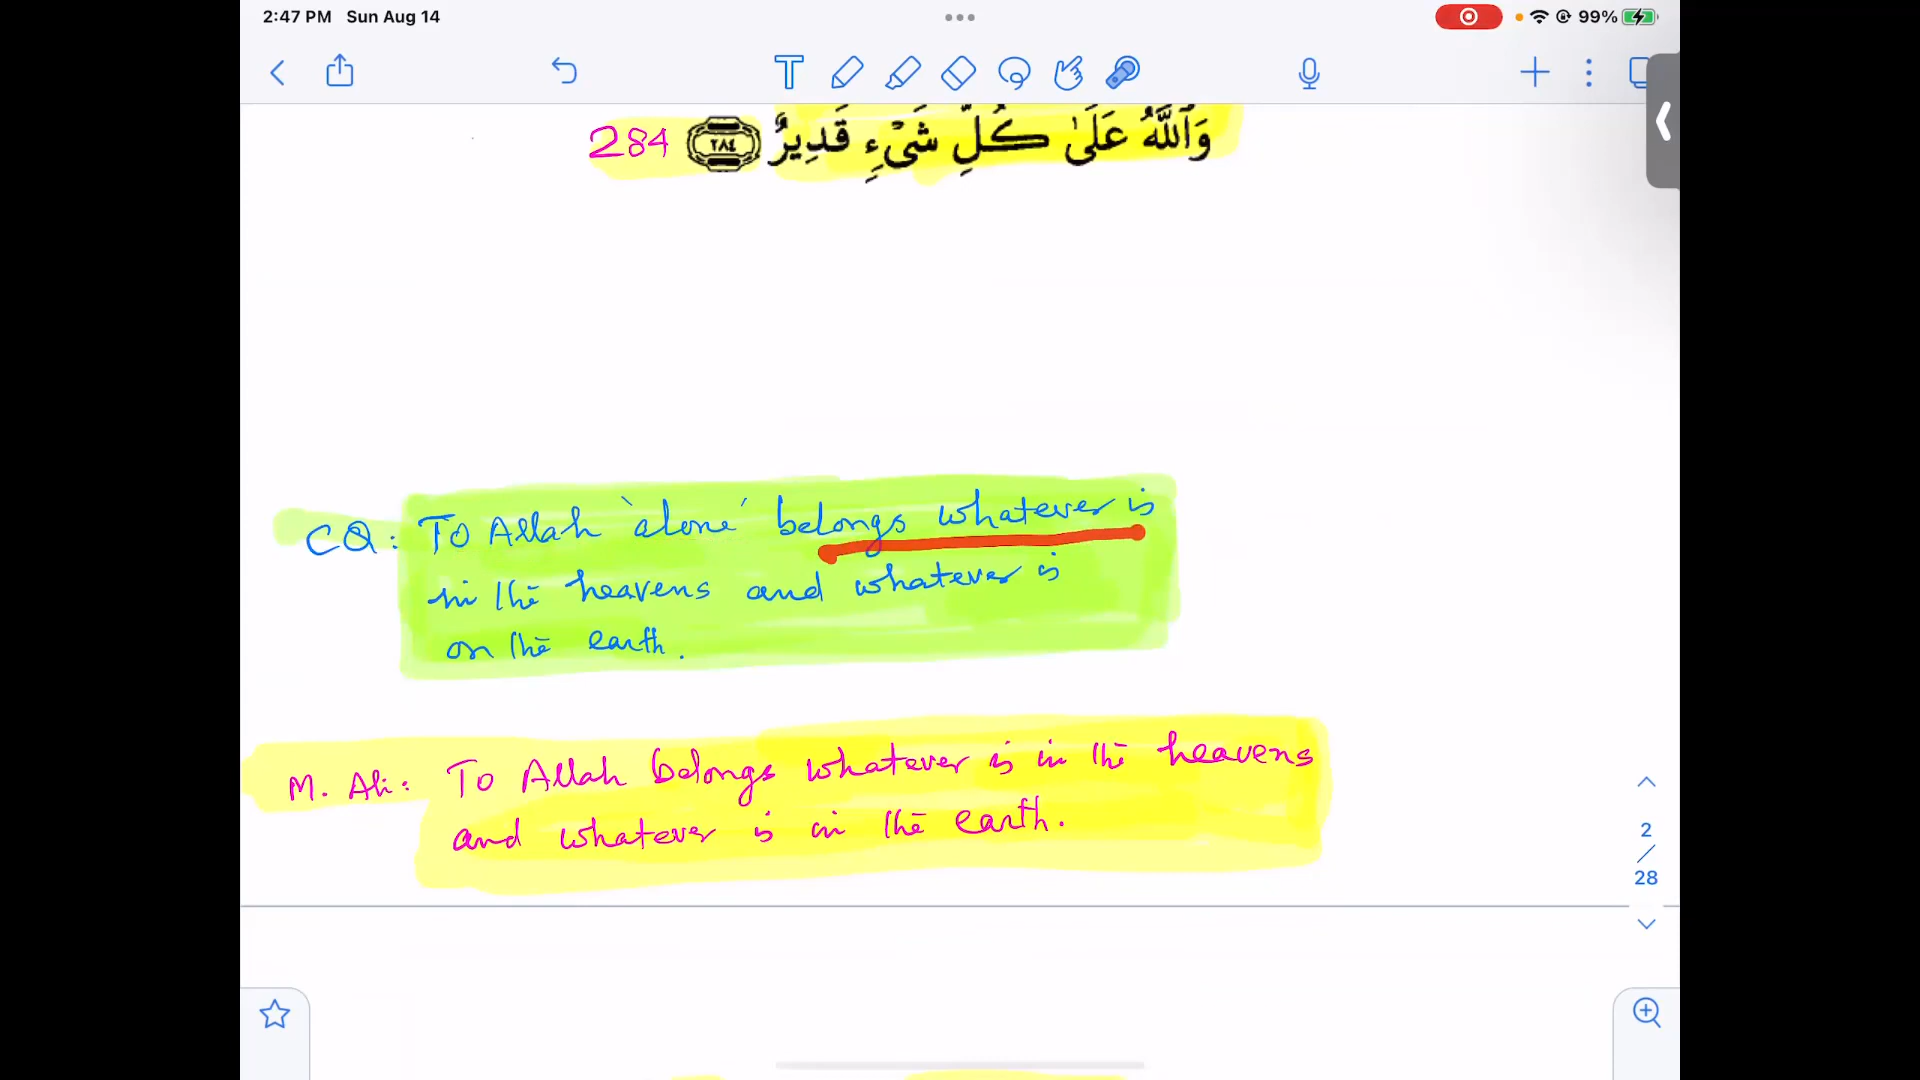 2:47 PM Sun Aug 14
99%
وَٱللَّهُ عَلَىٰ كُلِّ شَىْءٍ قَدِيرٌ ٢٨٤ 284
CQ: To Allah 'alone' belongs whatever is
in the heavens and whatever is
on the earth.
M. Ali: To Allah belongs whatever is in the heavens
and whatever is in the earth.
2
/
28